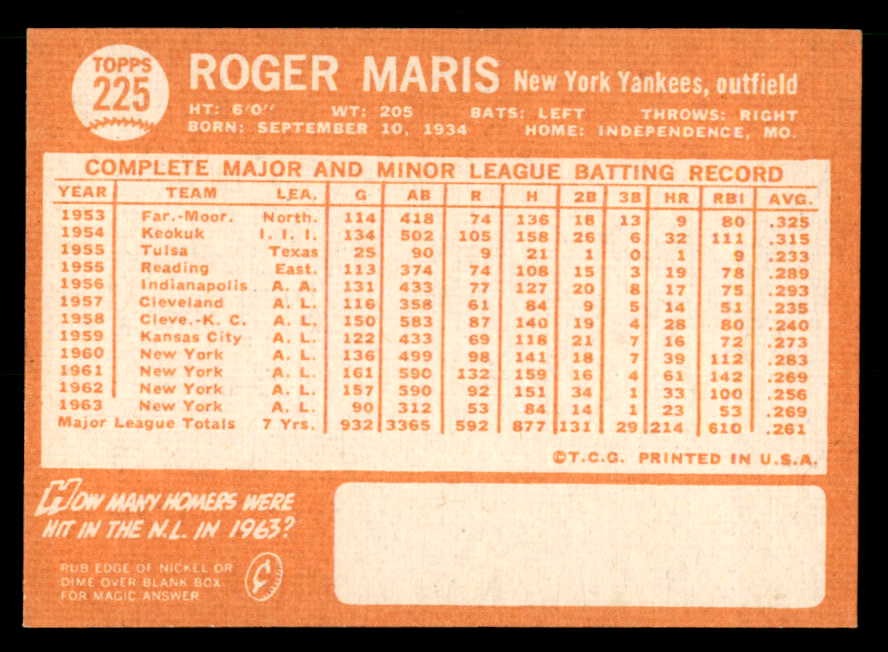 TOPPS
225
ROGER MARIS New York Yankees, outfield
HT: 6'0" WT: 205 BATS: LEFT THROWS: RIGHT
BORN: SEPTEMBER 10, 1934 HOME: INDEPENDENCE, MO.
COMPLETE MAJOR AND MINOR LEAGUE BATTING RECORD
YEAR TEAM LEA. G AB R H 2B 3B HR RBI AVG.
1953 Far.-Moor. North. 114 418 74 136 18 13 9 80 .325
1954 Keokuk I. I. I. 134 502 105 158 26 6 32 111 .315
1955 Tulsa Texas 25 90 9 21 1 0 1 9 .233
1955 Reading East. 113 374 74 108 15 3 19 78 .289
1956 Indianapolis A. A. 131 433 77 127 20 8 17 75 .293
1957 Cleveland A. L. 116 358 61 84 9 5 14 51 .235
1958 Cleve.-K. C. A. L. 150 583 87 140 19 4 28 80 .240
1959 Kansas City A. L. 122 433 69 118 21 7 16 72 .273
1960 New York A. L. 136 499 98 141 18 7 39 112 .283
1961 New York A. L. 161 590 132 159 16 4 61 142 .269
1962 New York A. L. 157 590 92 151 34 1 33 100 .256
1963 New York A. L. 90 312 53 84 14 1 23 53 .269
Major League Totals 7 Yrs. 932 3365 592 877 131 29 214 610 .261
©T.C.G. PRINTED IN U.S.A.
HOW MANY HOMERS WERE
HIT IN THE N.L. IN 1963?
RUB EDGE OF NICKEL OR
DIME OVER BLANK BOX
FOR MAGIC ANSWER
¢